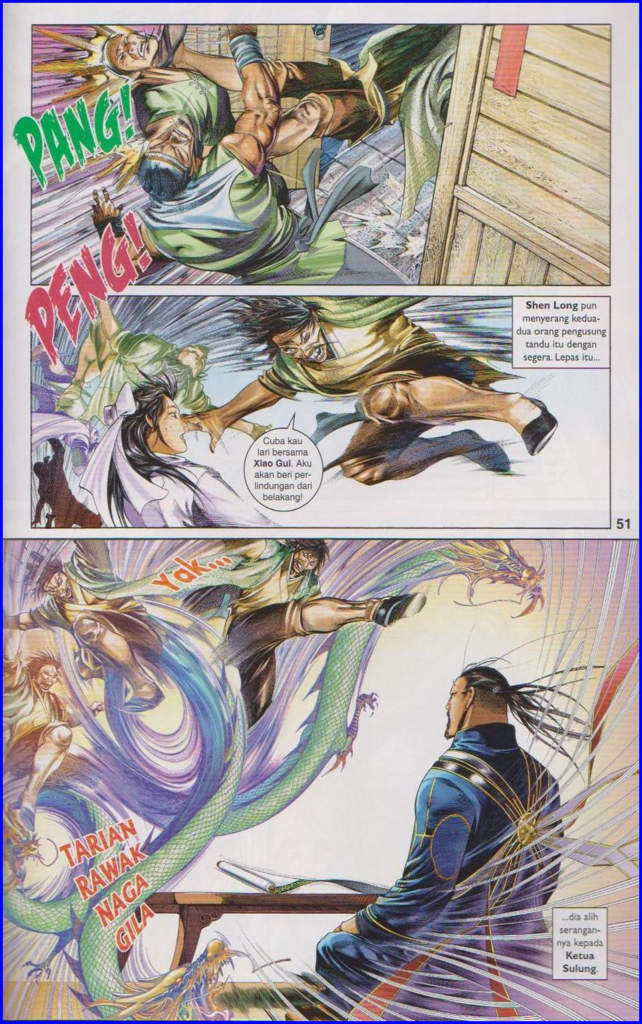 PANG!
PENG!
Shen Long pun
menyerang kedua-
dua orang pengusung
tandu itu dengan
segera. Lepas itu...
Cuba kau
lari bersama
Xiao Gui. Aku
akan beri per-
lindungan dari
belakang!
51
Yak...
TARIAN
RAWAK
NAGA
GILA
...dia alih
serangan-
nya kepada
Ketua
Sulung.